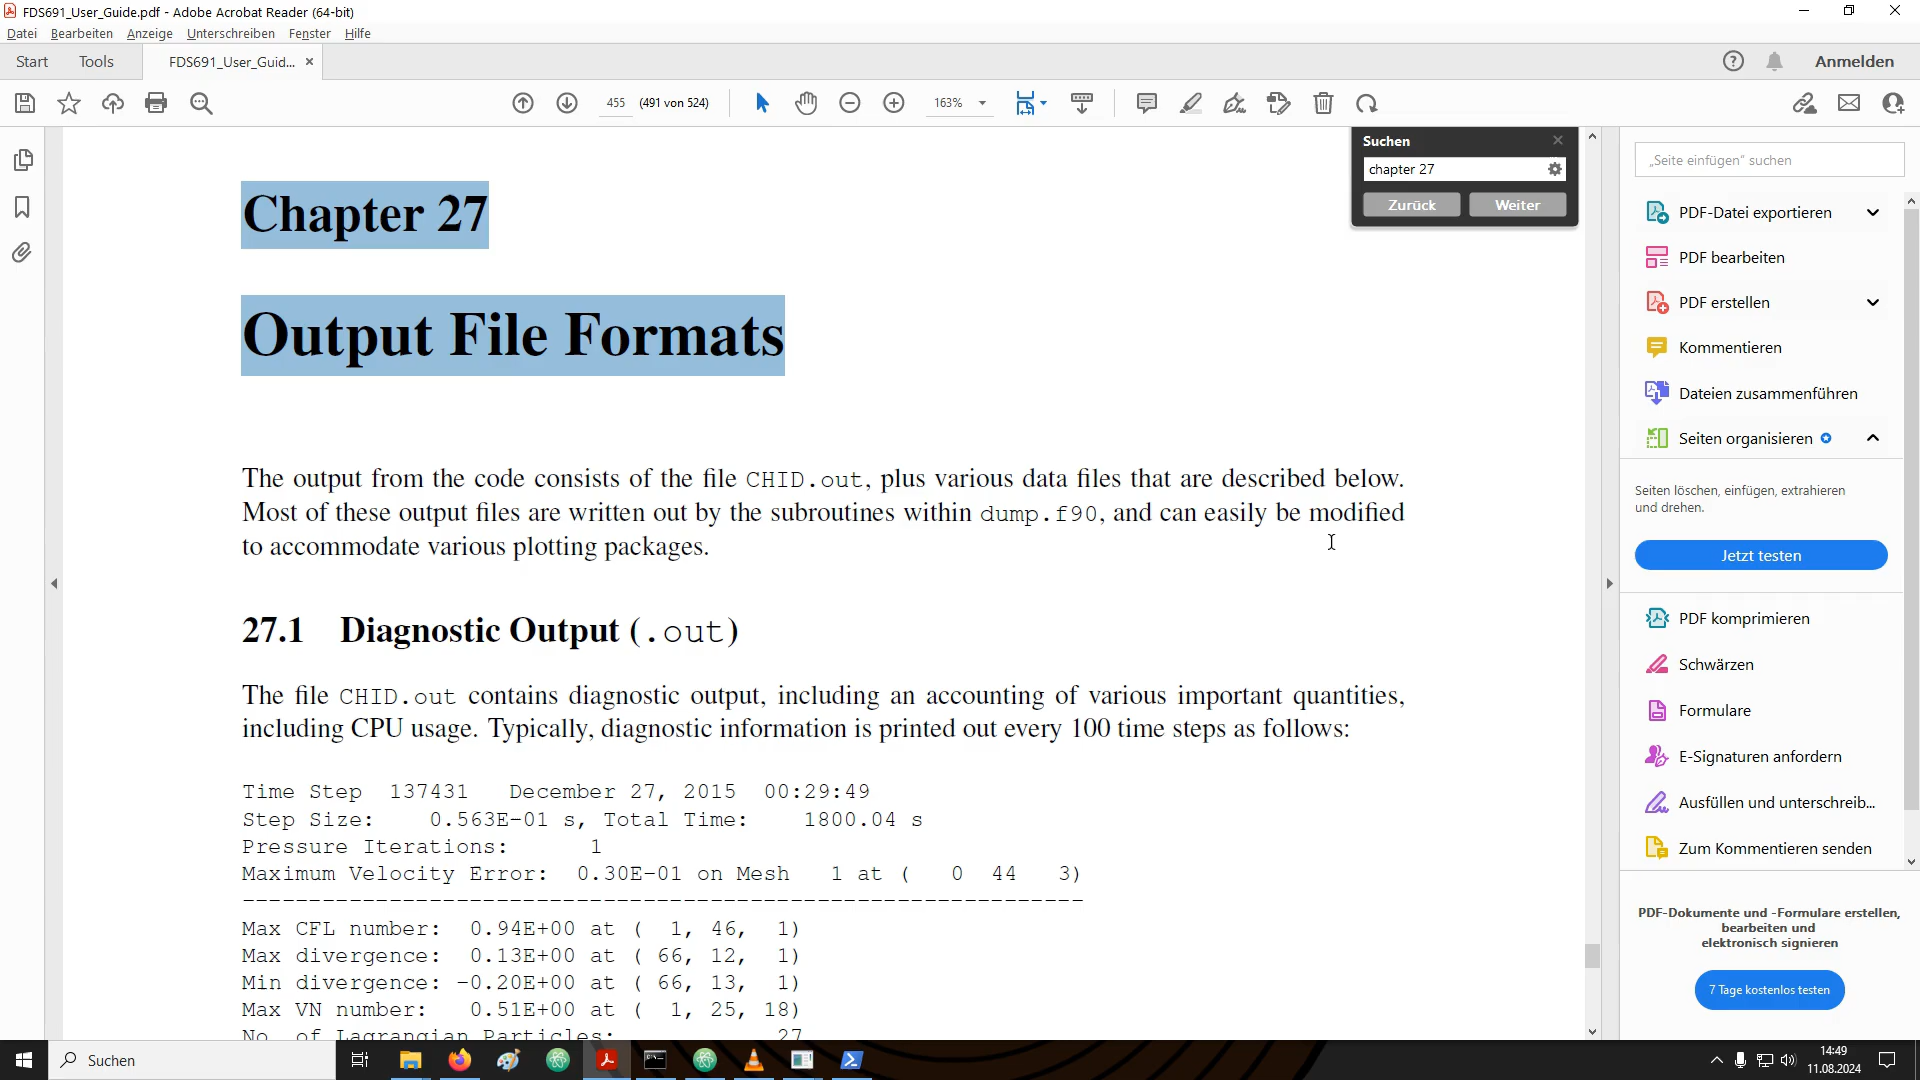 FDS691_User_Guide.pdf - Adobe Acrobat Reader (64-bit)
Datei Bearbeiten Anzeige Unterschreiben Fenster Hilfe
Start Tools FDS691_User_Guid... × Anmelden
455 (491 von 524) 163%
Suchen
chapter 27
Zurück Weiter
Chapter 27
Output File Formats
The output from the code consists of the file CHID.out, plus various data files that are described below.
Most of these output files are written out by the subroutines within dump.f90, and can easily be modified
to accommodate various plotting packages.
27.1 Diagnostic Output (.out)
The file CHID.out contains diagnostic output, including an accounting of various important quantities,
including CPU usage. Typically, diagnostic information is printed out every 100 time steps as follows:
Time Step 137431 December 27, 2015 00:29:49
Step Size: 0.563E-01 s, Total Time: 1800.04 s
Pressure Iterations: 1
Maximum Velocity Error: 0.30E-01 on Mesh 1 at ( 0 44 3)
---------------------------------------------------------------
Max CFL number: 0.94E+00 at ( 1, 46, 1)
Max divergence: 0.13E+00 at ( 66, 12, 1)
Min divergence: -0.20E+00 at ( 66, 13, 1)
Max VN number: 0.51E+00 at ( 1, 25, 18)
No. of Lagrangian Particles: 27
„Seite einfügen“ suchen
PDF-Datei exportieren
PDF bearbeiten
PDF erstellen
Kommentieren
Dateien zusammenführen
Seiten organisieren
Seiten löschen, einfügen, extrahieren
und drehen.
Jetzt testen
PDF komprimieren
Schwärzen
Formulare
E-Signaturen anfordern
Ausfüllen und unterschreib...
Zum Kommentieren senden
PDF-Dokumente und -Formulare erstellen,
bearbeiten und
elektronisch signieren
7 Tage kostenlos testen
Suchen
14:49
11.08.2024